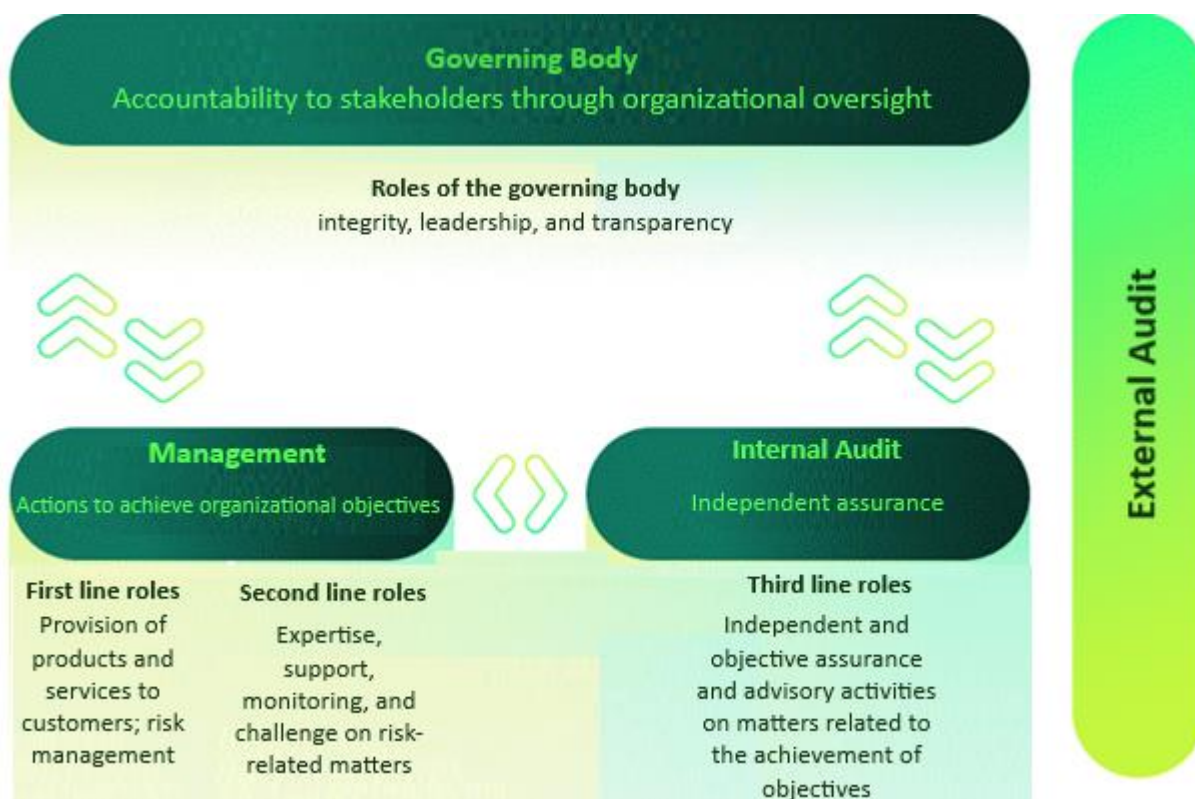 Governing Body
Accountability to stakeholders through organizational oversight
Roles of the governing body
integrity, leadership, and transparency
Management
Actions to achieve organizational objectives
Internal Audit
Independent assurance
First line roles
Provision of
products and
services to
customers; risk
management
Second line roles
Expertise,
support,
monitoring, and
challenge on risk-
related matters
Third line roles
Independent and
objective assurance
and advisory activities
on matters related to
the achievement of
objectives
External Audit